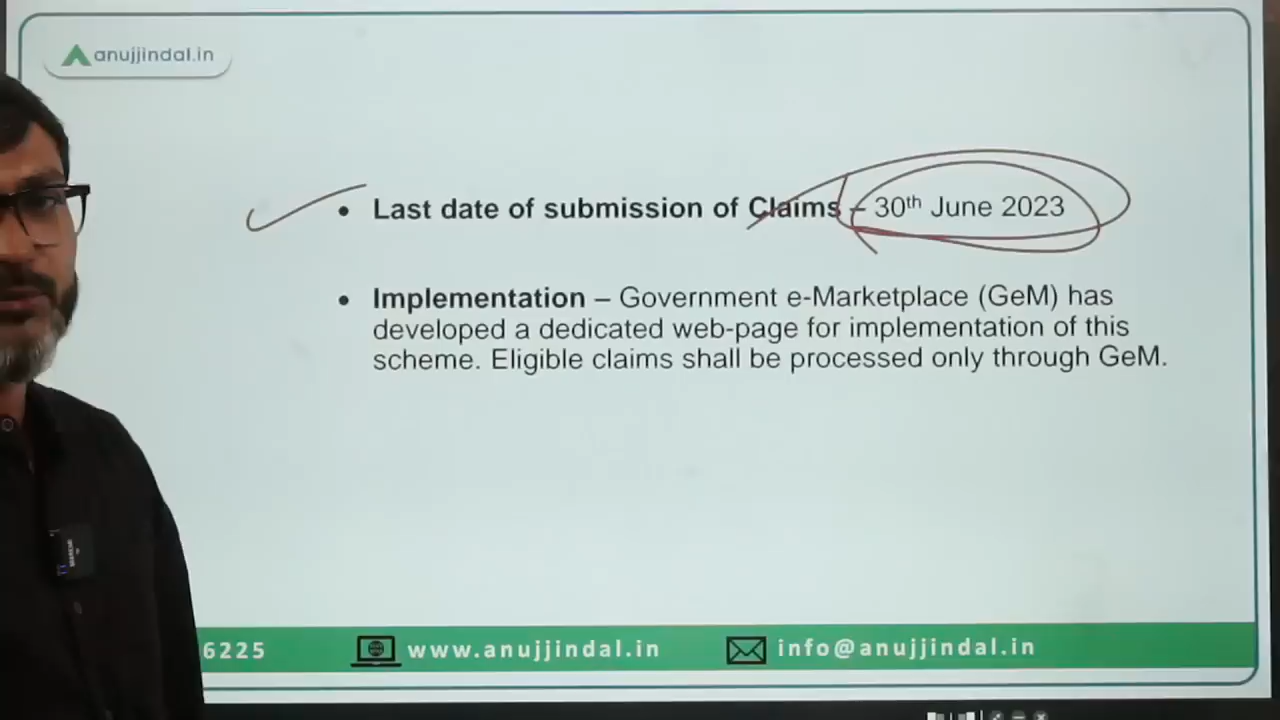 anujjindal.in
• Last date of submission of Claims – 30th June 2023
• Implementation – Government e-Marketplace (GeM) has
developed a dedicated web-page for implementation of this
scheme. Eligible claims shall be processed only through GeM.
6225 www.anujjindal.in info@anujjindal.in